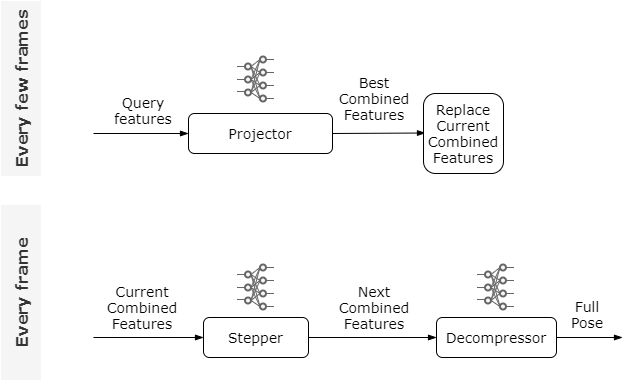 Every few frames
Query
features
Projector
Best
Combined
Features
Replace
Current
Combined
Features
Every frame
Current
Combined
Features
Stepper
Next
Combined
Features
Decompressor
Full
Pose